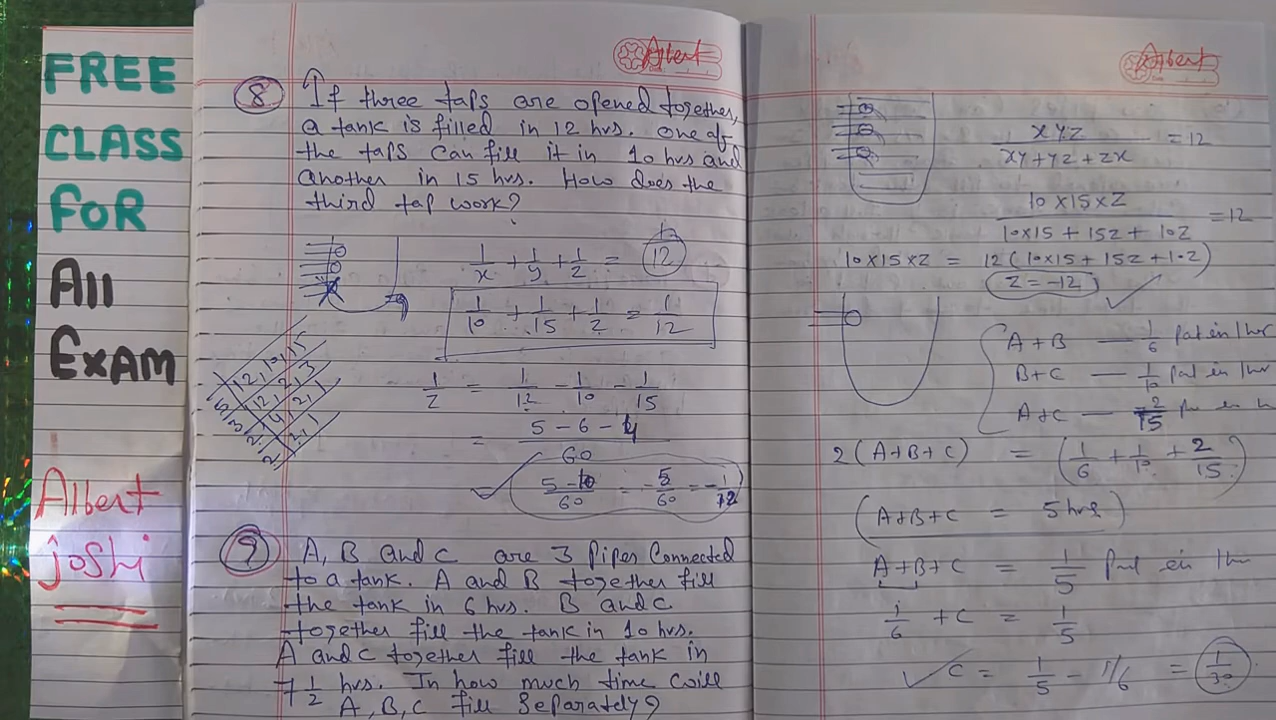 FREE
CLASS
FOR
All
EXAM
Albert
Joshi
Albert
8 If three taps are opened together,
a tank is filled in 12 hrs. one of
the taps can fill it in 10 hrs and
another in 15 hrs. How does the
third tap work?
1/x + 1/y + 1/z = 1/12
1/10 + 1/15 + 1/z = 1/12
1/z = 1/12 - 1/10 - 1/15
= 5 - 6 - 4 / 60
5-10/60 = -5/60 = -1/12
9 A, B and C are 3 Pipes Connected
to a tank. A and B together fill
the tank in 6 hrs. B and C
together fill the tank in 10 hrs.
A and C together fill the tank in
7 1/2 hrs. In how much time will
A, B, C fill separately?
Albert
xyz / xy+yz+zx = 12
10×15×z / 10×15 + 15z + 10z = 12
10×15×z = 12(10×15 + 15z + 10z)
z = -12
A+B — 1/6 part in 1hr
B+C — 1/10 part in 1hr
A+C — 2/15
2(A+B+C) = (1/6 + 1/10 + 2/15)
(A+B+C = 5hrs)
A+B+C = 1/5 part in 1hr
1/6 + C = 1/5
C = 1/5 - 1/6 = 1/30